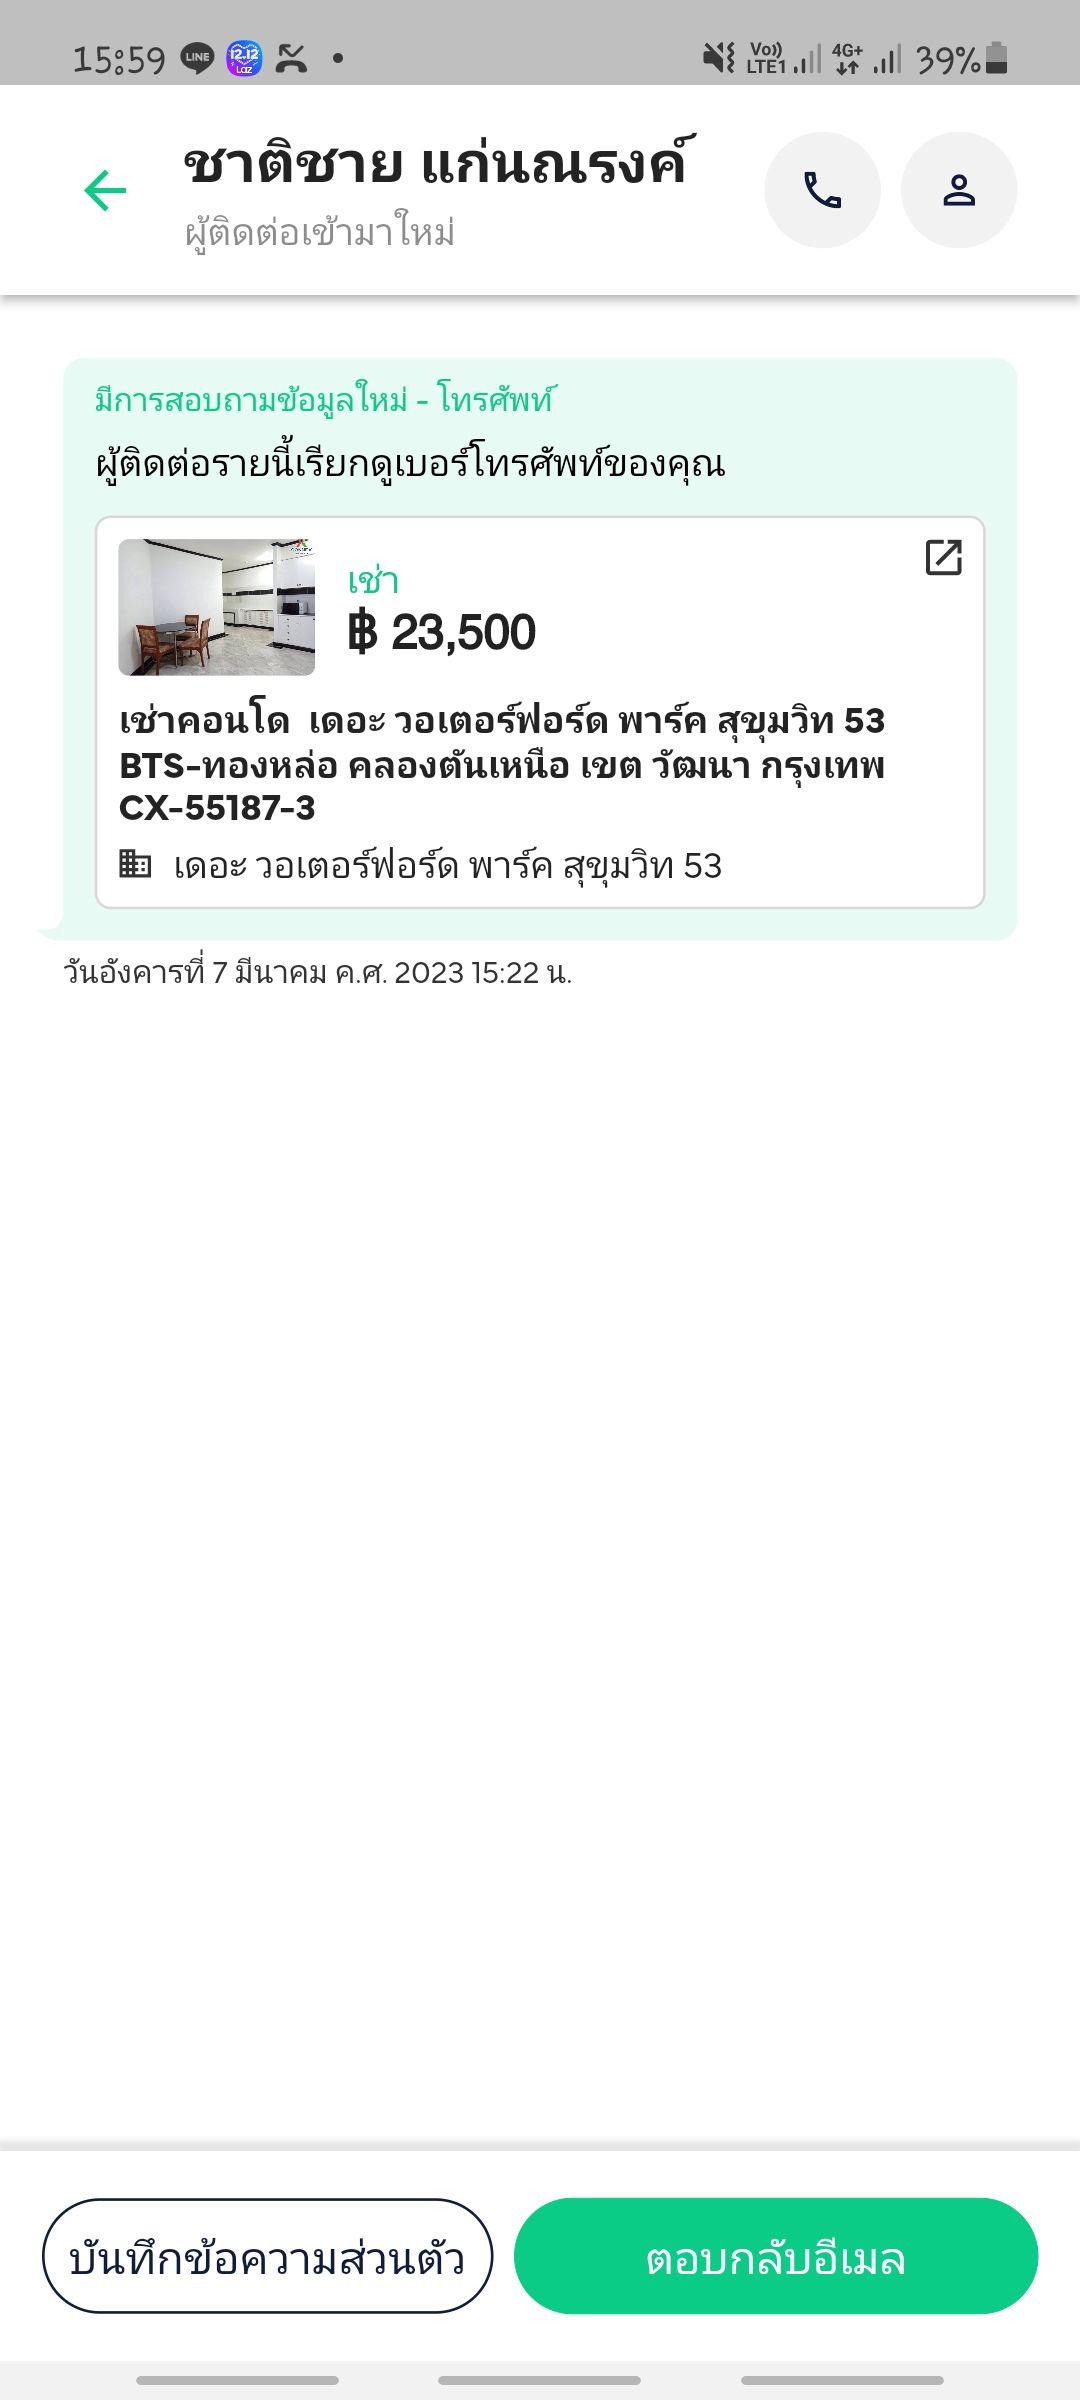 15:59 LINE 12.12 Laz Vo)) LTE1 4G+ 39%
ชาติชาย แก่นณรงค์
ผู้ติดต่อเข้ามาใหม่
มีการสอบถามข้อมูลใหม่ - โทรศัพท์
ผู้ติดต่อรายนี้เรียกดูเบอร์โทรศัพท์ของคุณ
เช่า
฿ 23,500
เช่าคอนโด  เดอะ วอเตอร์ฟอร์ด พาร์ค สุขุมวิท 53
BTS-ทองหล่อ คลองตันเหนือ เขต วัฒนา กรุงเทพ
CX-55187-3
เดอะ วอเตอร์ฟอร์ด พาร์ค สุขุมวิท 53
วันอังคารที่ 7 มีนาคม ค.ศ. 2023 15:22 น.
บันทึกข้อความส่วนตัว
ตอบกลับอีเมล